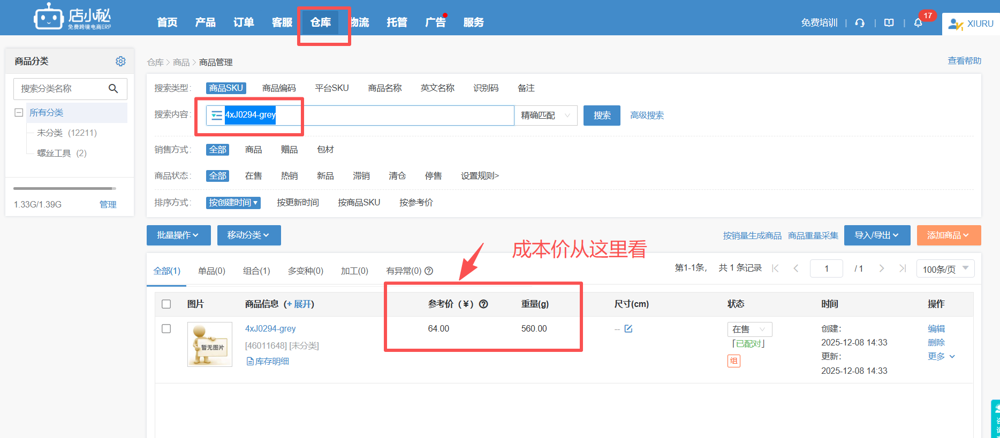 店小秘
免费跨境电商ERP
首页 产品 订单 客服 仓库 物流 托管 广告 服务
免费培训 17 XIURU
商品分类
搜索分类名称
所有分类
未分类 (12211)
螺丝工具 (2)
1.33G/1.39G 管理
仓库 > 商品 > 商品管理 查看帮助
搜索类型: 商品SKU 商品编码 平台SKU 商品名称 英文名称 识别码 备注
搜索内容: 4xJ0294-grey 精确匹配 搜索 高级搜索
销售方式: 全部 商品 赠品 包材
商品状态: 全部 在售 热销 新品 滞销 清仓 停售 设置规则>
排序方式: 按创建时间▼ 按更新时间 按商品SKU 按参考价
批量操作 移动分类 按销量生成商品 商品重量采集 导入/导出 添加商品
成本价从这里看
全部(1) 单品(0) 组合(1) 多变种(0) 加工(0) 有异常(0) 第1-1条, 共 1 条记录 1 / 1 100条/页
图片 商品信息 (+ 展开) 参考价 (¥) 重量(g) 尺寸(cm) 状态 时间 操作
暂无图片
4xJ0294-grey 64.00 560.00 -- 在售 创建: 编辑
[46011648] [未分类] 「已配对」 2025-12-08 14:33 删除
库存明细 组 更新: 更多
2025-12-08 14:33